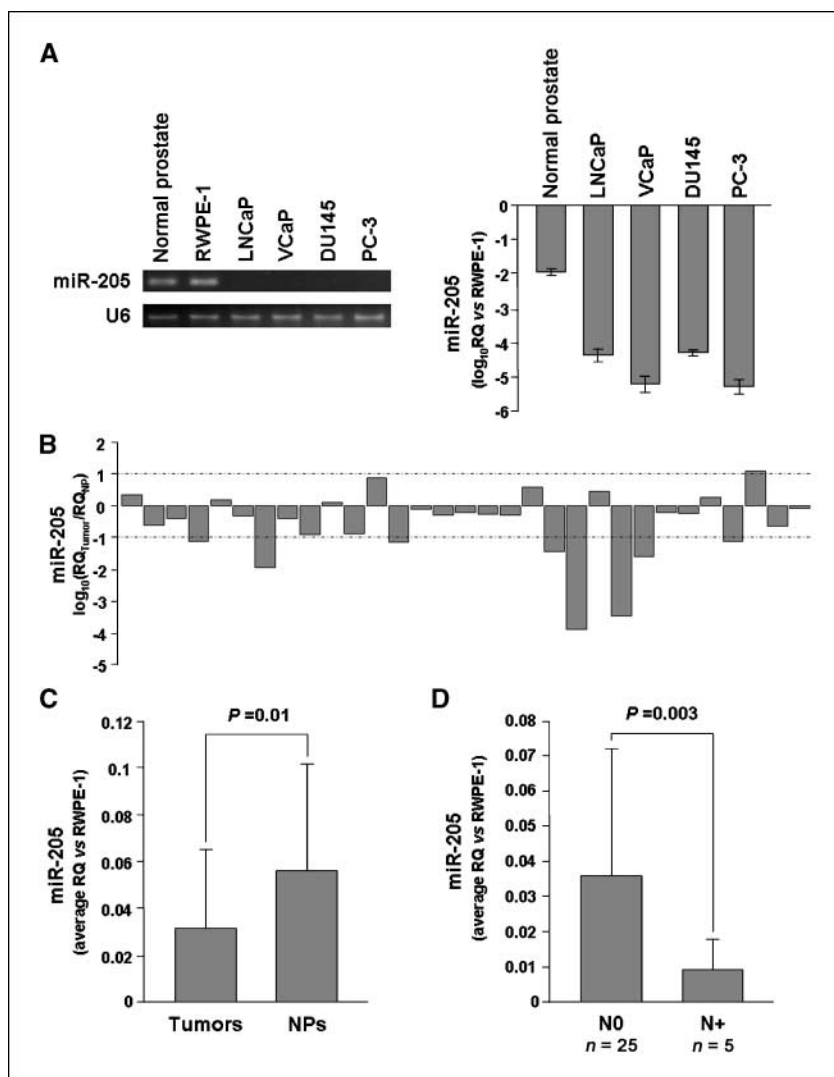 A
Normal prostate
RWPE-1
LNCaP
VCaP
DU145
PC-3
miR-205
U6
Normal prostate
LNCaP
VCaP
DU145
PC-3
miR-205
(log10RQ vs RWPE-1)
0
-1
-2
-4
-5
-6
B
miR-205
log10(RQTumor/RQNP)
2
1
0
-1
-2
-3
-4
-5
C
miR-205
(average RQ vs RWPE-1)
0.12
0.1
0.08
0.06
0.04
0.02
0
P =0.01
Tumors
NPs
D
miR-205
(average RQ vs RWPE-1)
0.08
0.07
0.06
0.05
0.04
0.03
0.02
0.01
0
P=0.003
N0
N+
n = 25
n = 5